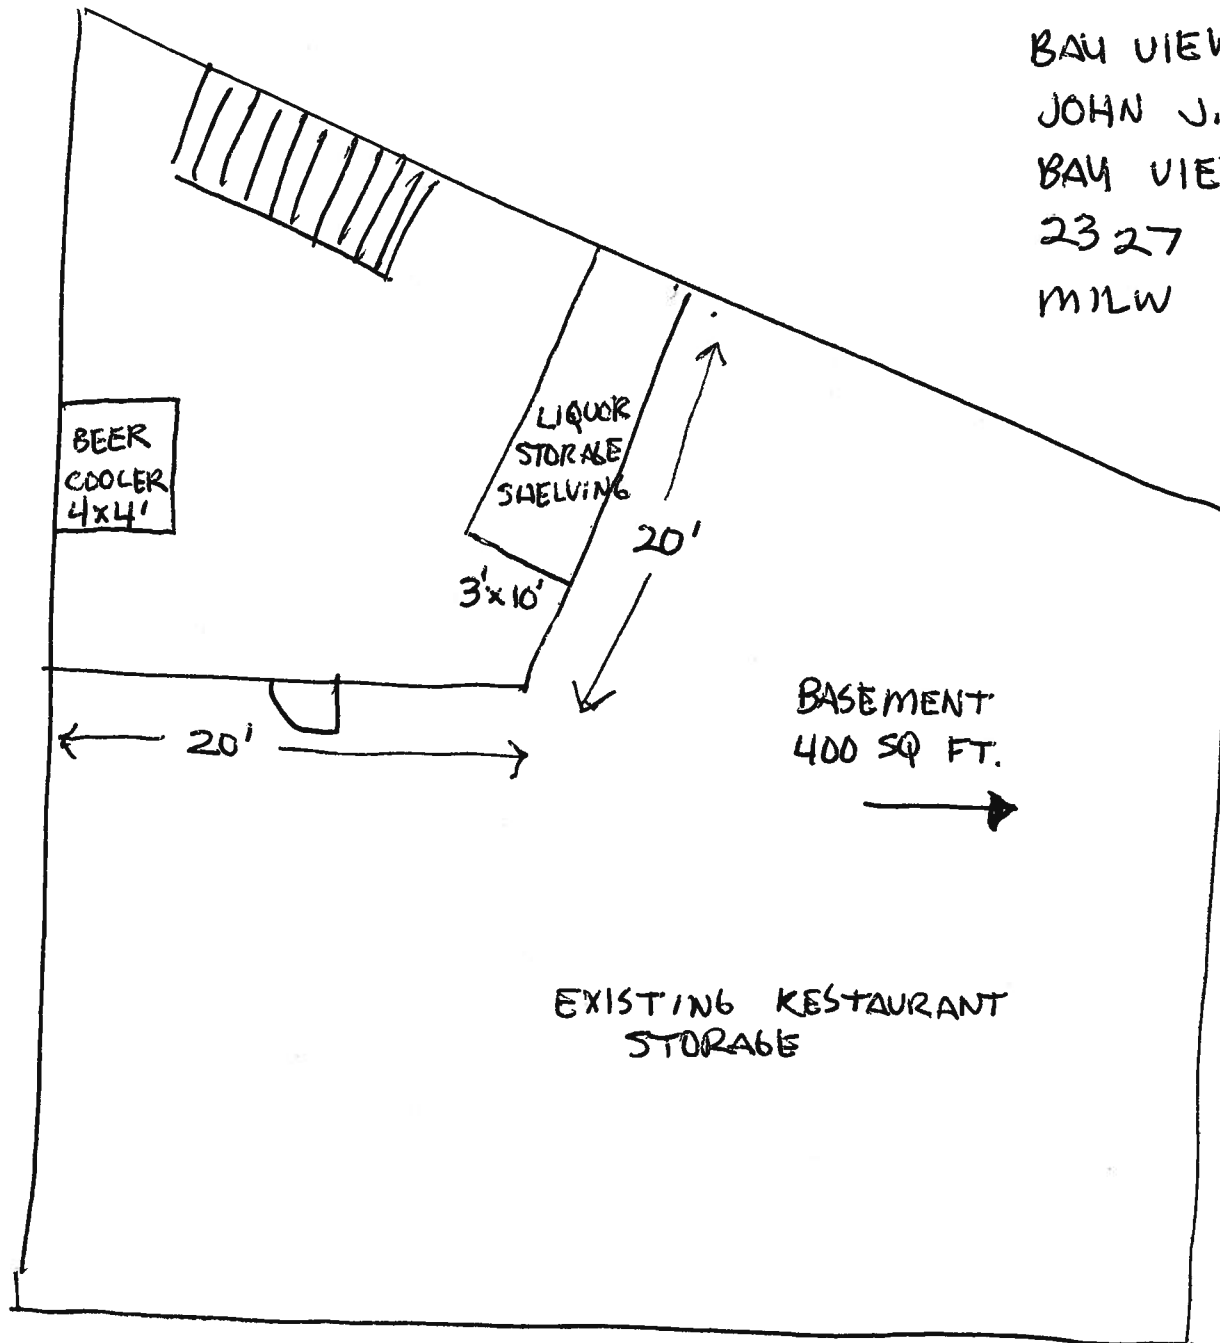 BAY VIEW
JOHN J.
BAY VIE
2327
MILW
BEER
COOLER
4x4'
LIQUOR
STORAGE
SHELVING
3'x10'
20'
20'
BASEMENT
400 SQ FT.
EXISTING RESTAURANT
STORAGE